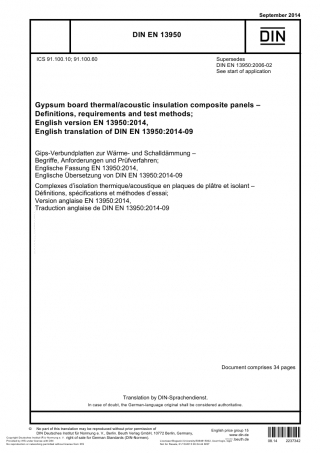 September 2014
DIN EN 13950
DIN
ICS 91.100.10; 91.100.60
Supersedes
DIN EN 13950:2006-02
See start of application
Gypsum board thermal/acoustic insulation composite panels –
Definitions, requirements and test methods;
English version EN 13950:2014,
English translation of DIN EN 13950:2014-09
Gips-Verbundplatten zur Wärme- und Schalldämmung –
Begriffe, Anforderungen und Prüfverfahren;
Englische Fassung EN 13950:2014,
Englische Übersetzung von DIN EN 13950:2014-09
Complexes d'isolation thermique/acoustique en plaques de plâtre et isolant –
Définitions, spécifications et méthodes d'essai;
Version anglaise EN 13950:2014,
Traduction anglaise de DIN EN 13950:2014-09
Document comprises 34 pages
Translation by DIN-Sprachendienst.
In case of doubt, the German-language original shall be considered authoritative.
© No part of this translation may be reproduced without prior permission of
DIN Deutsches Institut für Normung e. V., Berlin. Beuth Verlag GmbH, 10772 Berlin, Germany,
right of sale for German Standards (DIN-Normen).
English price group 15
www.din.de
www.beuth.de
09.14